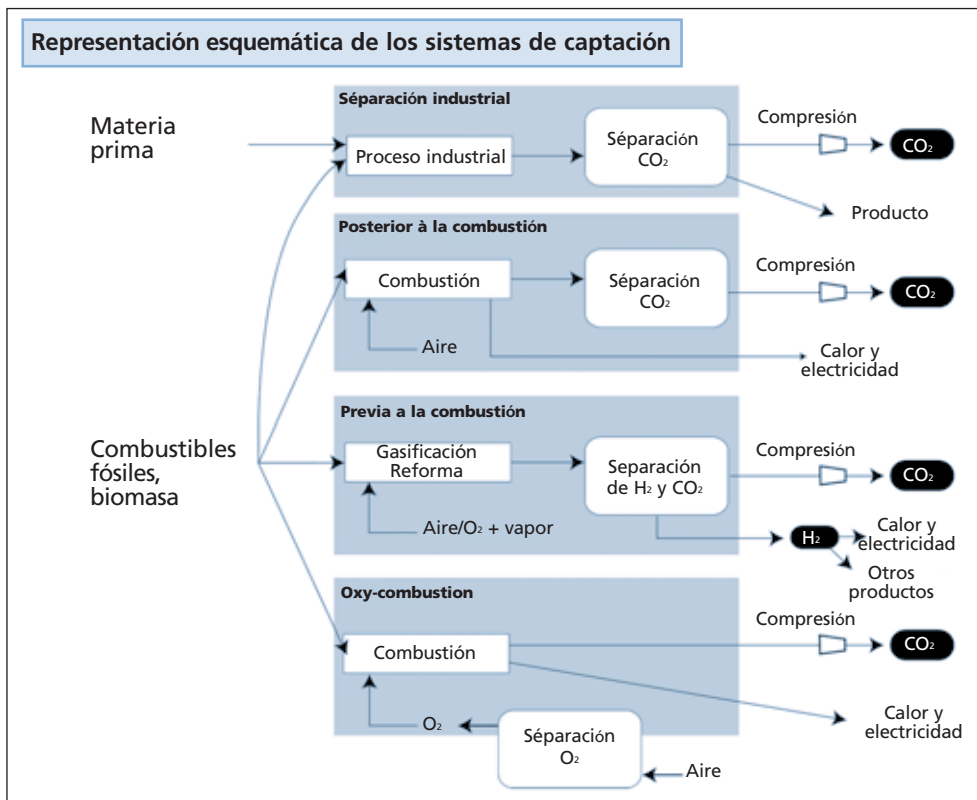 Representación esquemática de los sistemas de captación
Materia
prima
Séparación industrial
Proceso industrial
Séparación
CO₂
Compresión
CO₂
Producto
Posterior à la combustión
Combustión
Séparación
CO₂
Compresión
CO₂
Aire
Calor y
electricidad
Combustibles
fósiles,
biomasa
Previa a la combustión
Gasificación
Reforma
Separación
de H₂ y CO₂
Compresión
CO₂
Aire/O₂ + vapor
H₂
Calor y
electricidad
Otros
productos
Oxy-combustion
Combustión
Compresión
CO₂
O₂
Séparación
O₂
Aire
Calor y
electricidad